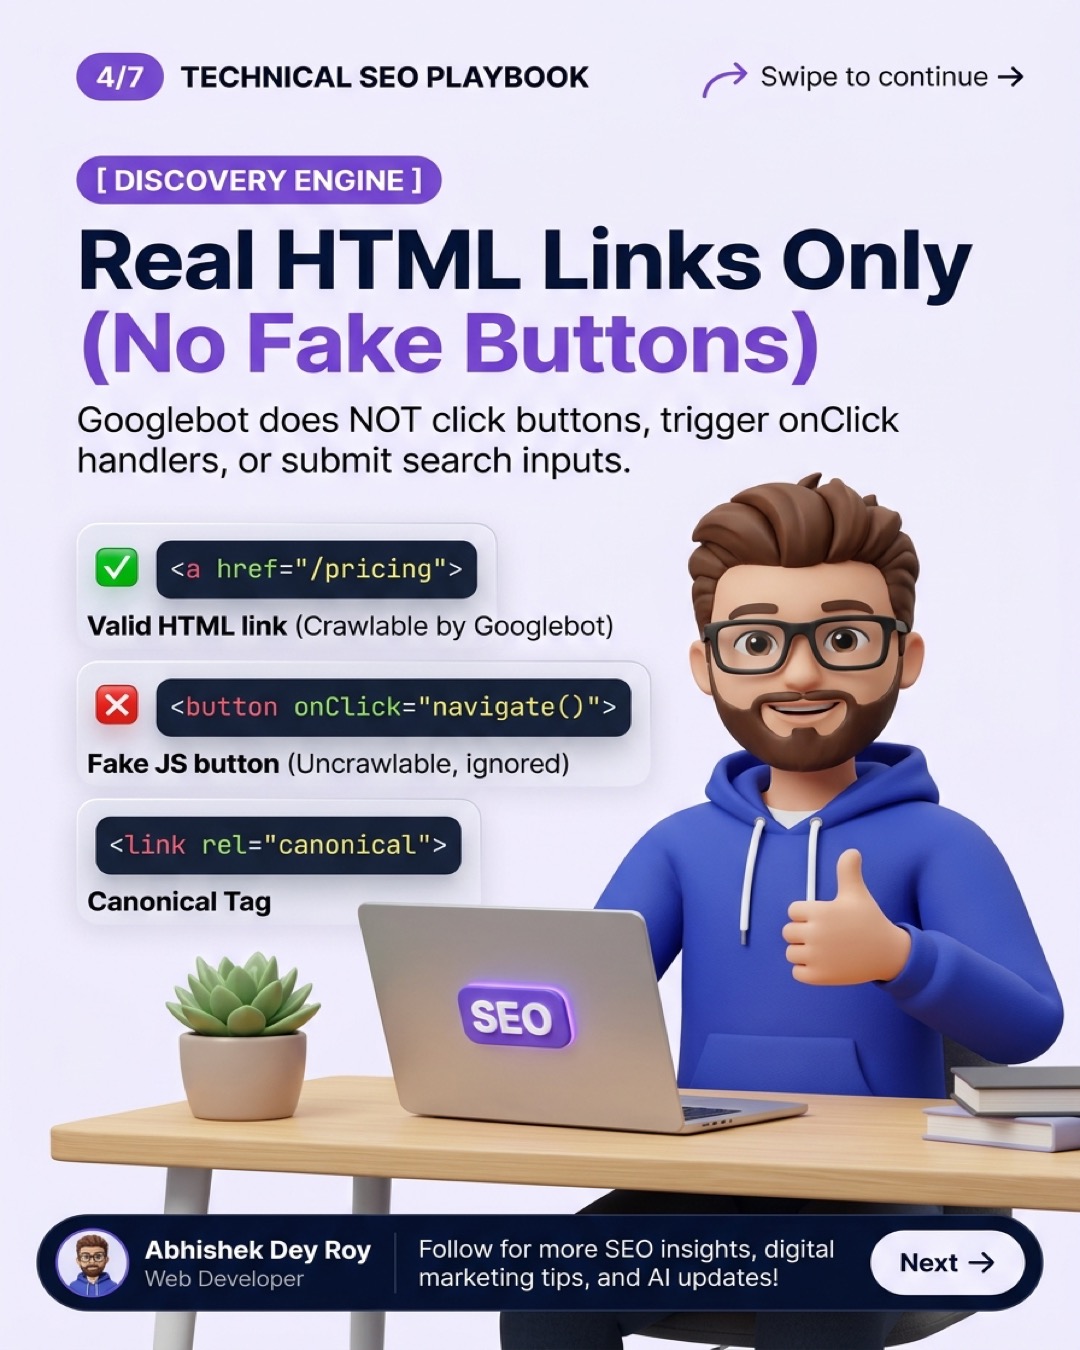 4/7 TECHNICAL SEO PLAYBOOK
Swipe to continue →
[ DISCOVERY ENGINE ]
Real HTML Links Only
(No Fake Buttons)
Googlebot does NOT click buttons, trigger onClick
handlers, or submit search inputs.
<a href="/pricing">
Valid HTML link (Crawlable by Googlebot)
<button onClick="navigate()">
Fake JS button (Uncrawlable, ignored)
<link rel="canonical">
Canonical Tag
SEO
Abhishek Dey Roy
Web Developer
Follow for more SEO insights, digital
marketing tips, and AI updates!
Next →